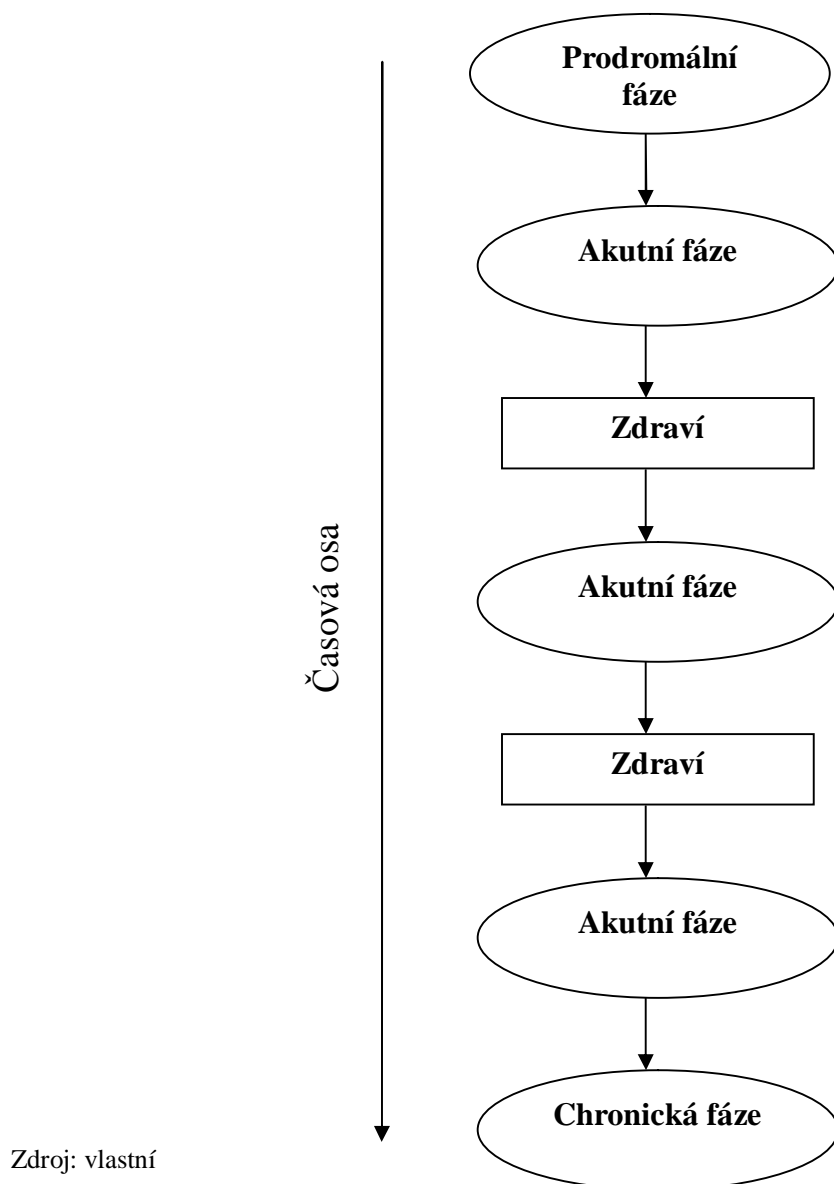 Prodromální
fáze
Akutní fáze
Zdraví
Akutní fáze
Časová osa
Zdraví
Akutní fáze
Chronická fáze
Zdroj: vlastní